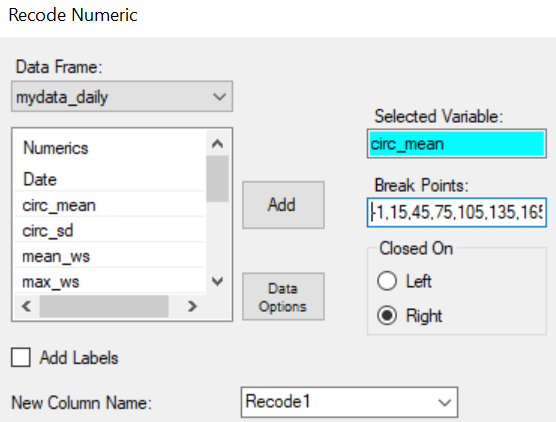 Recode Numeric
Data Frame:
mydata_daily
Selected Variable:
circ_mean
Numerics
Date
circ_mean
circ_sd
mean_ws
max_ws
Add
Data
Options
Break Points:
-1,15,45,75,105,135,165
Closed On
Left
Right
Add Labels
New Column Name:
Recode1